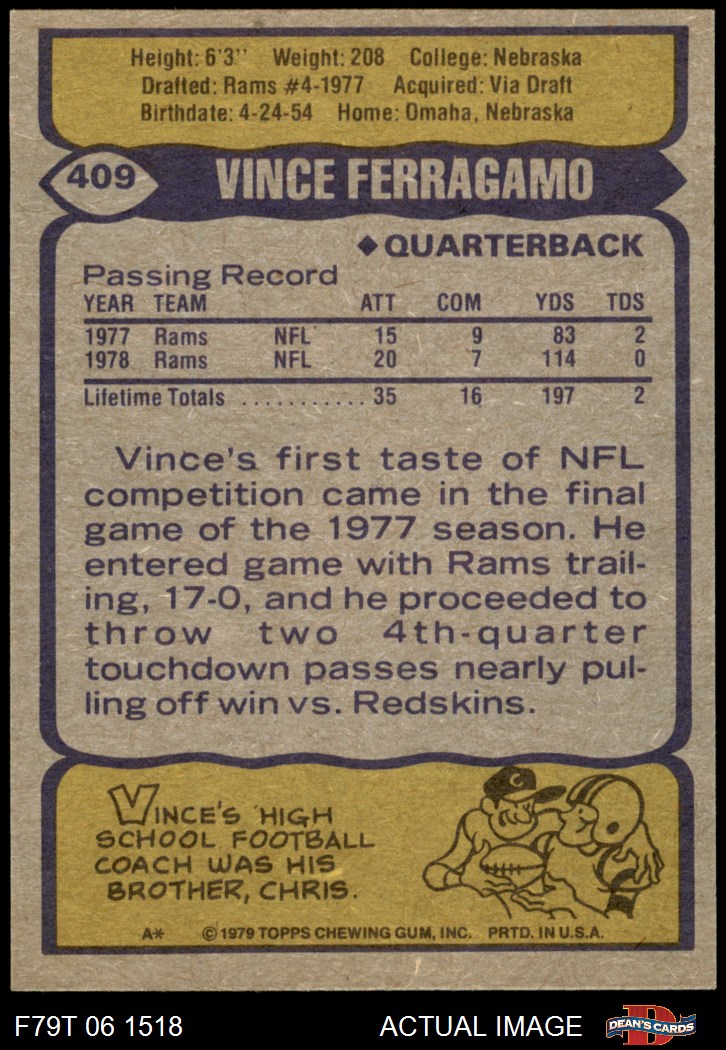 Height: 6'3" Weight: 208 College: Nebraska
Drafted: Rams #4-1977 Acquired: Via Draft
Birthdate: 4-24-54 Home: Omaha, Nebraska
409 VINCE FERRAGAMO
◆ QUARTERBACK
Passing Record
YEAR TEAM ATT COM YDS TDS
1977 Rams NFL 15 9 83 2
1978 Rams NFL 20 7 114 0
Lifetime Totals ............ 35 16 197 2
Vince's first taste of NFL
competition came in the final
game of the 1977 season. He
entered game with Rams trail-
ing, 17-0, and he proceeded to
throw two 4th-quarter
touchdown passes nearly pul-
ling off win vs. Redskins.
VINCE'S HIGH
SCHOOL FOOTBALL
COACH WAS HIS
BROTHER, CHRIS.
C
A* © 1979 TOPPS CHEWING GUM, INC. PRTD. IN U.S.A.
F79T 06 1518 ACTUAL IMAGE D DEAN'S CARDS